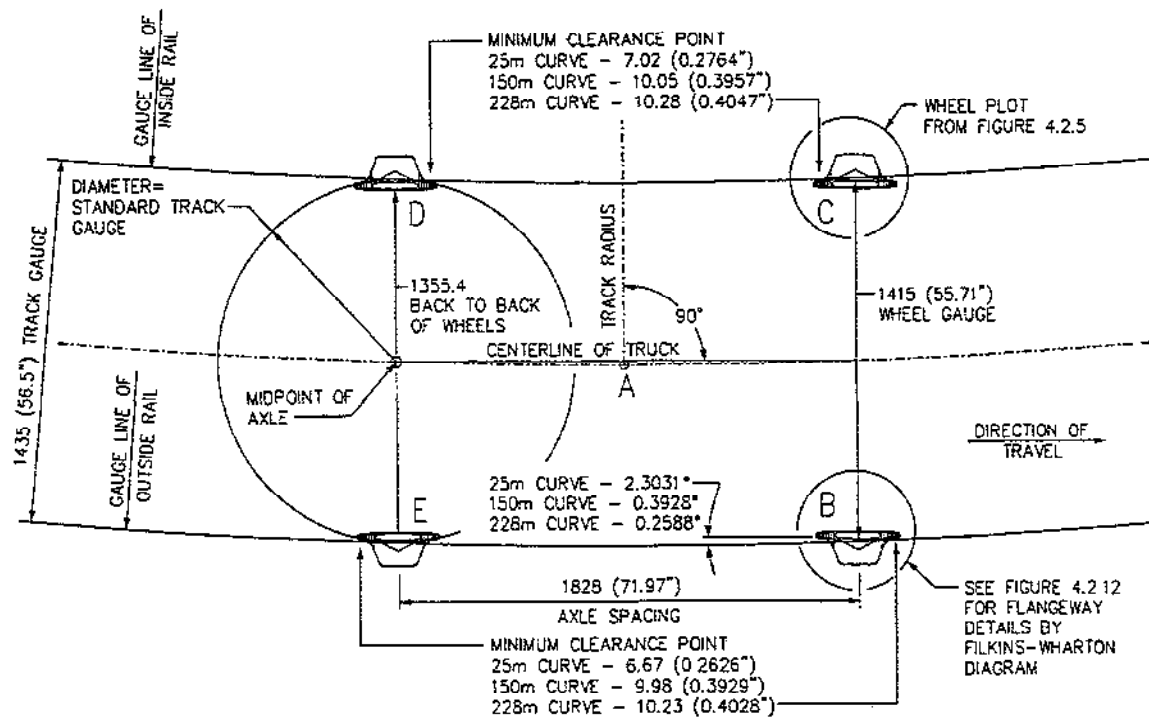 GAUGE LINE OF
INSIDE RAIL
MINIMUM CLEARANCE POINT
25m CURVE - 7.02 (0.2764")
150m CURVE - 10.05 (0.3957")
228m CURVE - 10.28 (0.4047")
WHEEL PLOT
FROM FIGURE 4.2.5
DIAMETER=
STANDARD TRACK
GAUGE
D
C
1435 (56.5") TRACK GAUGE
1355.4
BACK TO BACK
OF WHEELS
TRACK RADIUS
90°
1415 (55.71")
WHEEL GAUGE
CENTERLINE OF TRUCK
A
MIDPOINT OF
AXLE
GAUGE LINE OF
OUTSIDE RAIL
DIRECTION OF
TRAVEL
25m CURVE - 2.3031°
150m CURVE - 0.3928°
228m CURVE - 0.2588°
E
B
1828 (71.97")
AXLE SPACING
SEE FIGURE 4.2 12
FOR FLANGEWAY
DETAILS BY
FILKINS-WHARTON
DIAGRAM
MINIMUM CLEARANCE POINT
25m CURVE - 6.67 (0 2626")
150m CURVE - 9.98 (0.3929")
228m CURVE - 10.23 (0.4028")